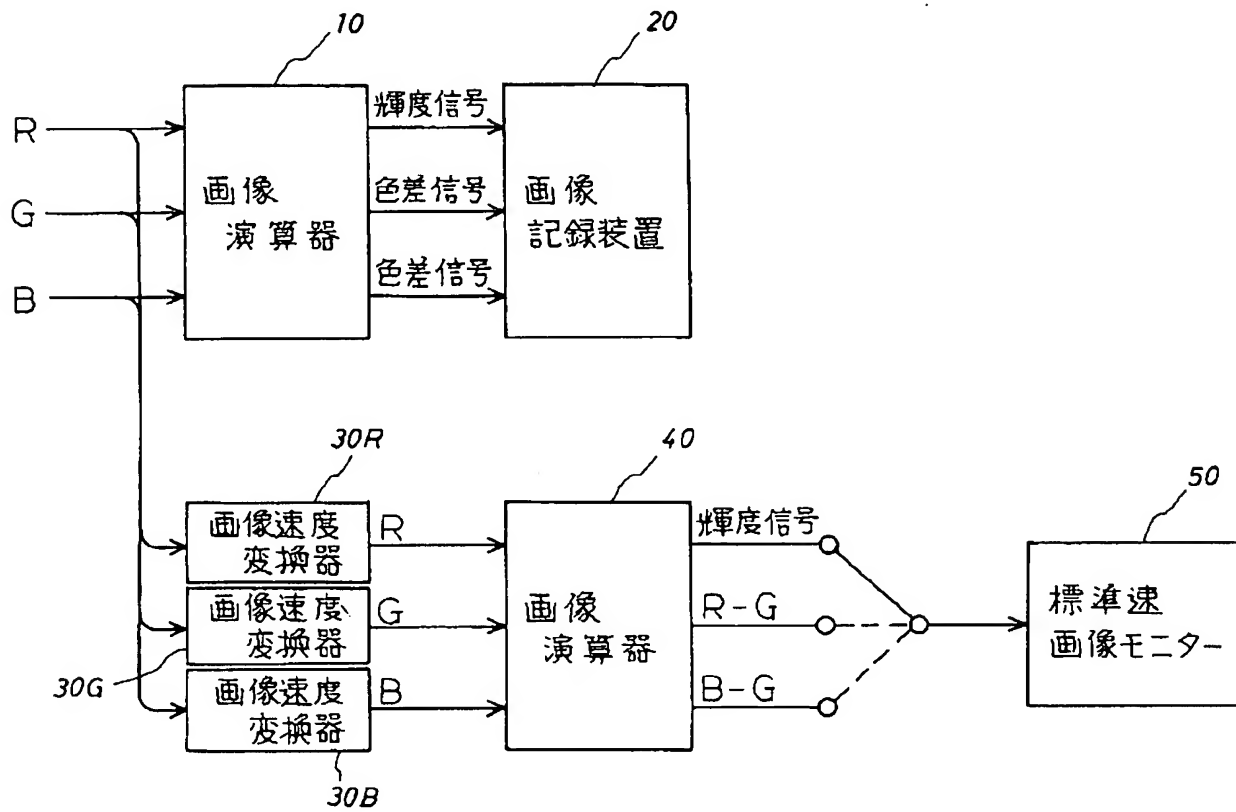 10
20
R
G
B
画像
演算器
輝度信号
色差信号
色差信号
画像
記録装置
30R
40
50
画像速度
変換器
R
画像速度
変換器
G
30G
画像速度
変換器
B
30B
画像
演算器
輝度信号
R-G
B-G
標準速
画像モニター